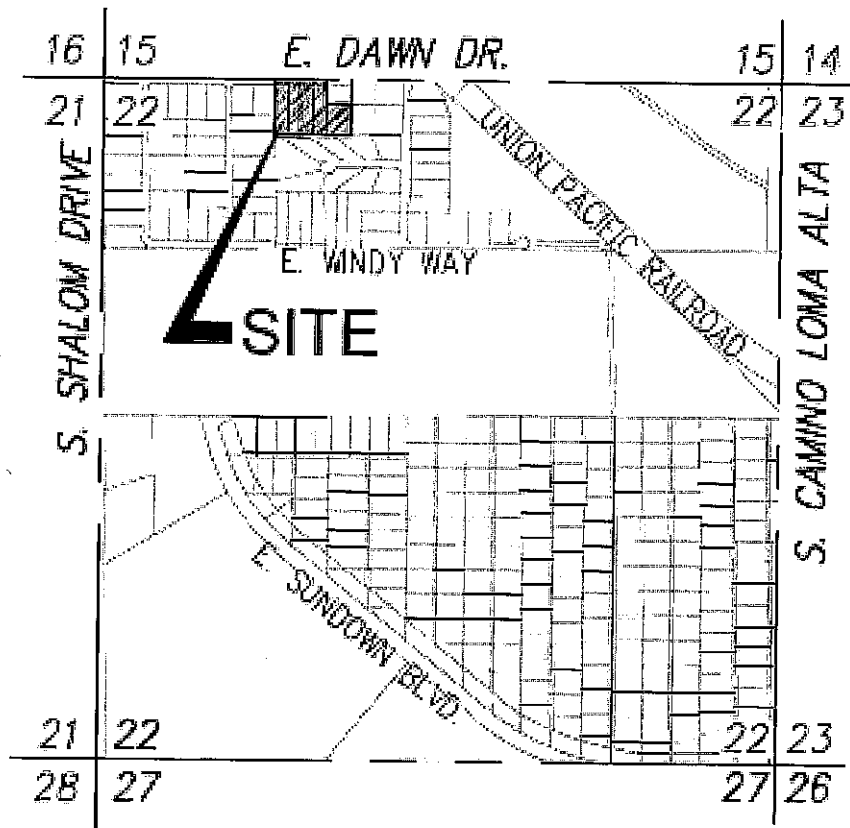 16 15
E. DAWN DR.
15 14
21 22
22 23
UNION PACIFIC RAILROAD
S. SHALOM DRIVE
S. CAMINO LOMA ALTA
E. WINDY WAY
SITE
E. SUNDOWN BLVD
21 22
22 23
28 27
27 26